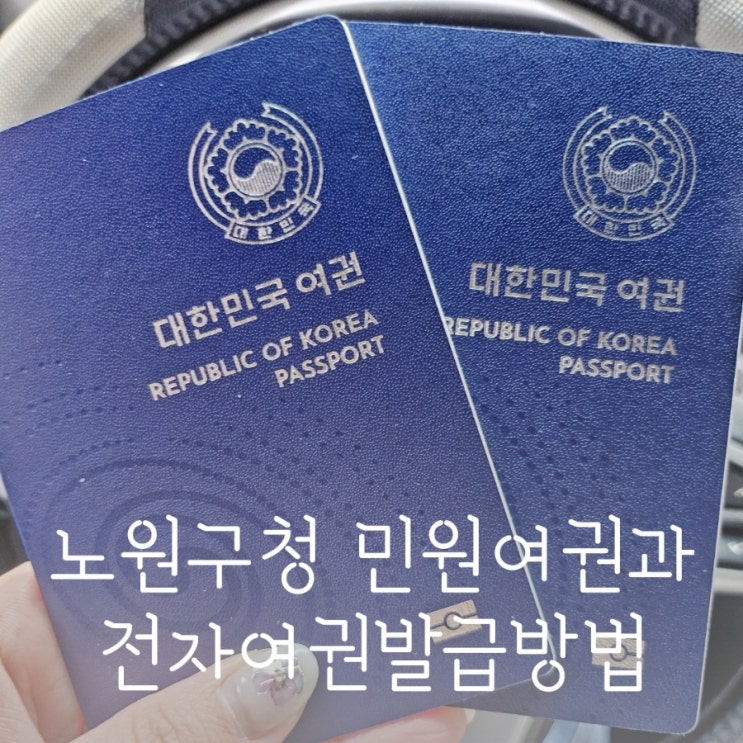 대한민국
대한민국 여권
REPUBLIC OF KOREA
PASSPORT
대한민국
대한민국 여권
REPUBLIC OF KOREA
PASSPORT
노원구청 민원여권과
전자여권발급방법